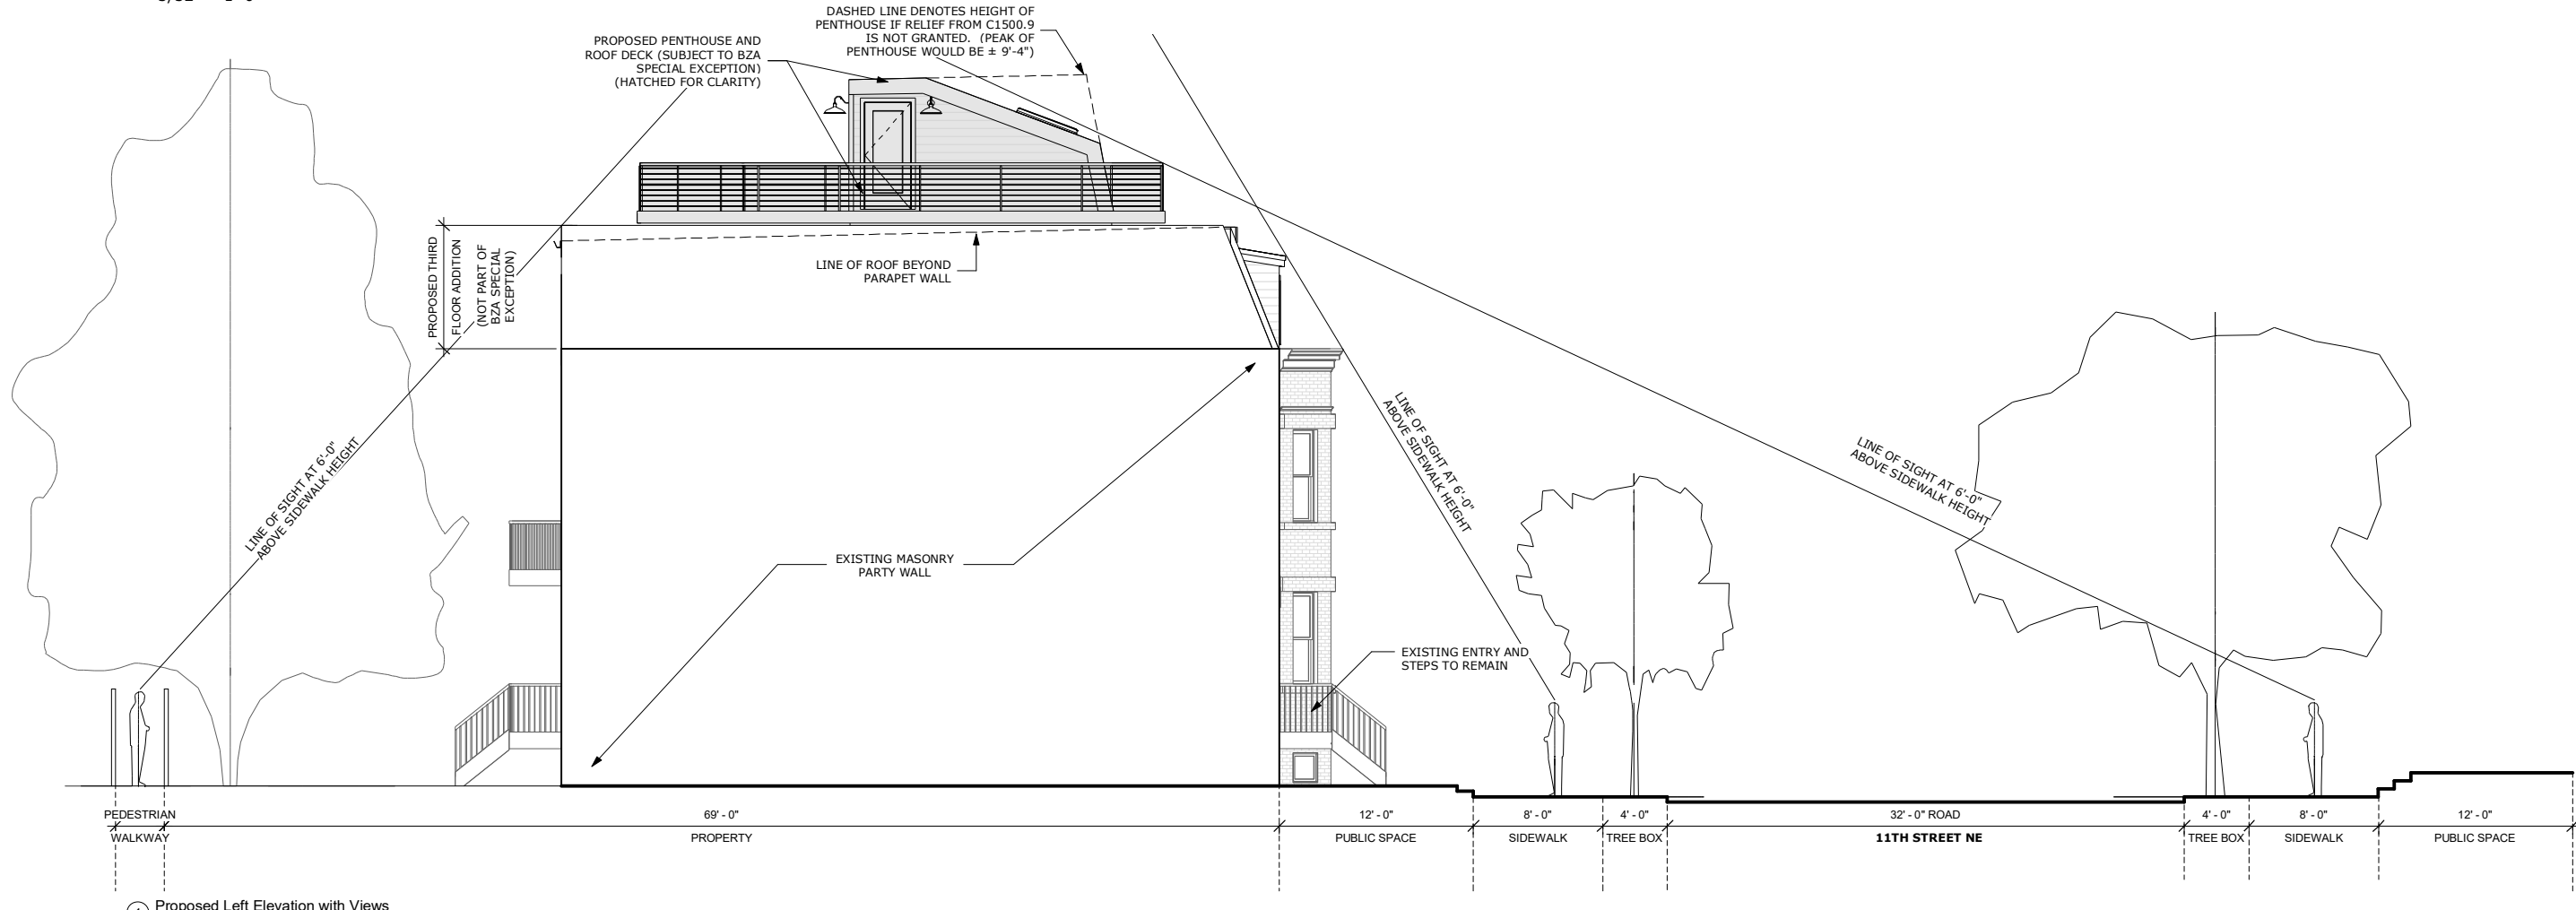 DASHED LINE DENOTES HEIGHT OF
PENTHOUSE IF RELIEF FROM C1500.9
IS NOT GRANTED. (PEAK OF
PENTHOUSE WOULD BE ± 9'-4")
PROPOSED PENTHOUSE AND
ROOF DECK (SUBJECT TO BZA
SPECIAL EXCEPTION)
(HATCHED FOR CLARITY)
PROPOSED THIRD
FLOOR ADDITION
(NOT PART OF
BZA SPECIAL
EXCEPTION)
LINE OF ROOF BEYOND
PARAPET WALL
LINE OF SIGHT AT 6'-0"
ABOVE SIDEWALK HEIGHT
LINE OF SIGHT AT 6'-0"
ABOVE SIDEWALK HEIGHT
LINE OF SIGHT AT 6'-0"
ABOVE SIDEWALK HEIGHT
EXISTING MASONRY
PARTY WALL
EXISTING ENTRY AND
STEPS TO REMAIN
PEDESTRIAN
WALKWAY
69' - 0"
PROPERTY
12' - 0"
PUBLIC SPACE
8' - 0"
SIDEWALK
4' - 0"
TREE BOX
32' - 0" ROAD
11TH STREET NE
4' - 0"
TREE BOX
8' - 0"
SIDEWALK
12' - 0"
PUBLIC SPACE
Proposed Left Elevation with Views